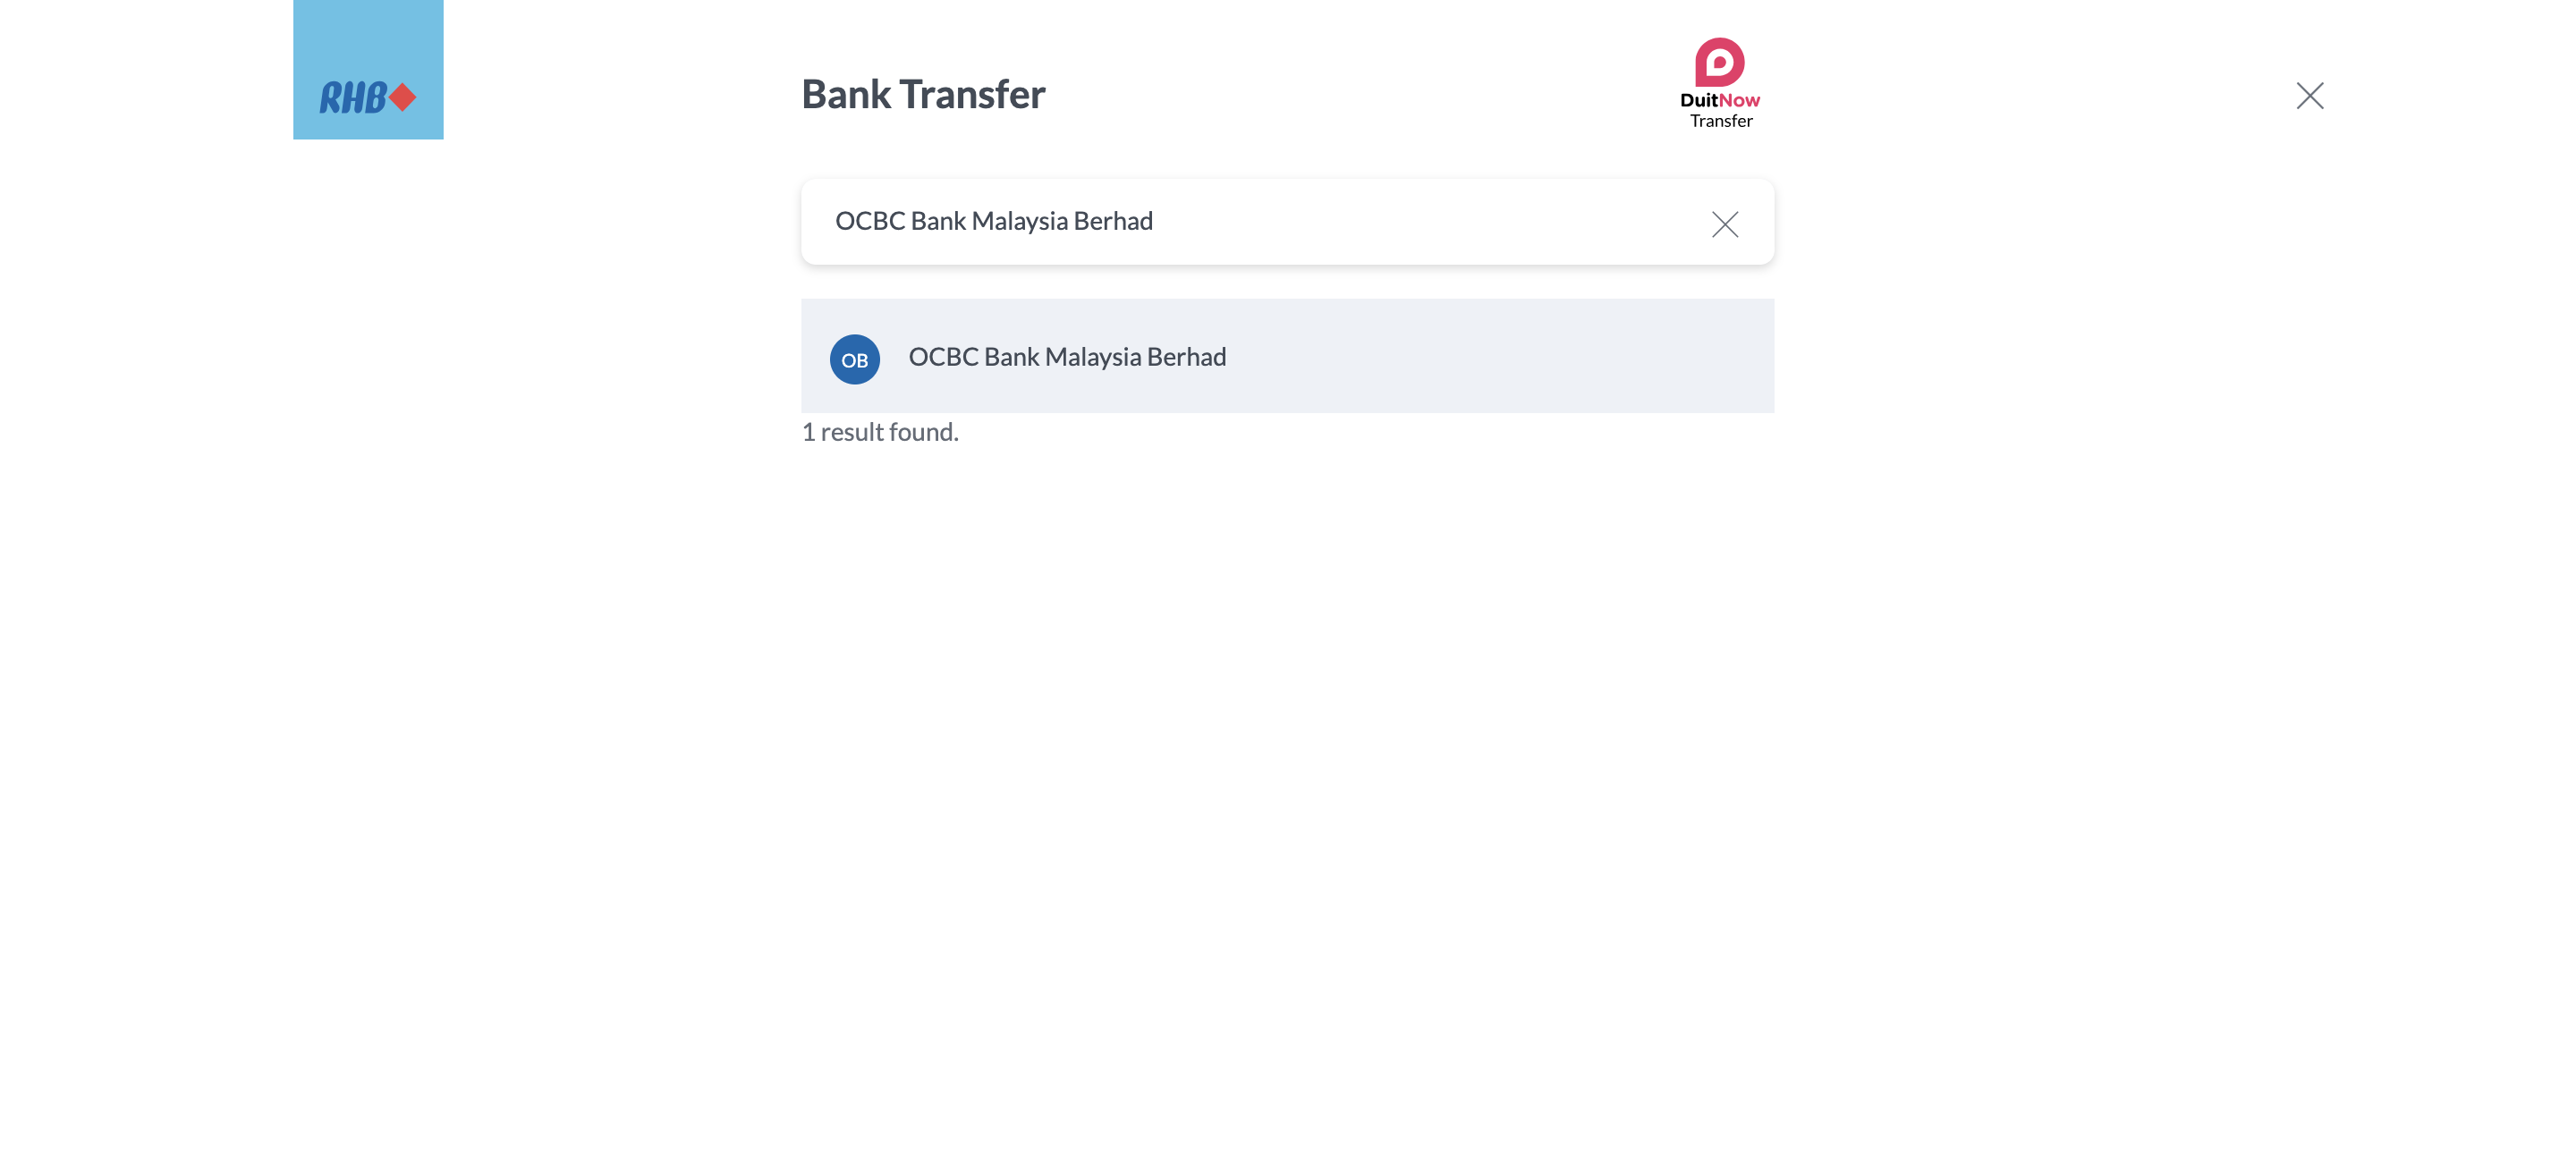 RHB
Bank Transfer
DuitNow
Transfer
OCBC Bank Malaysia Berhad
OB
OCBC Bank Malaysia Berhad
1 result found.